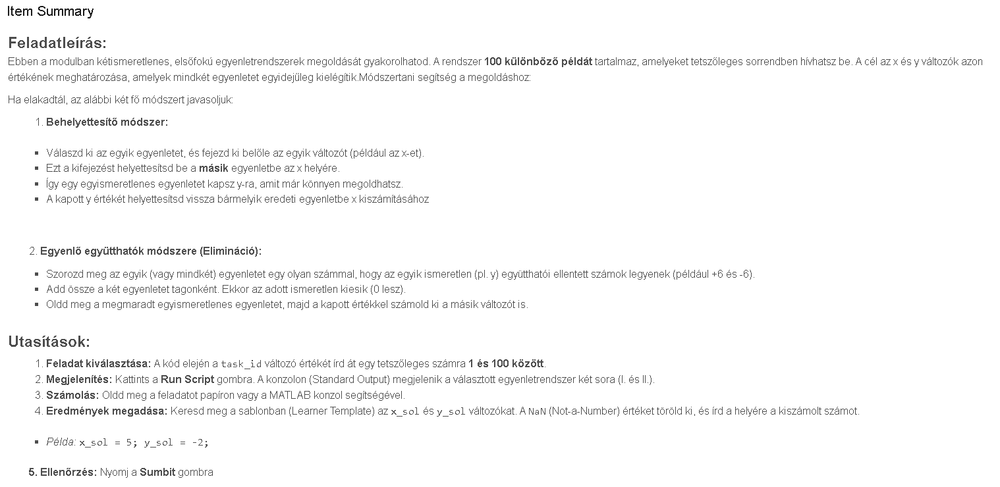 Item Summary
Feladatleírás:
Ebben a modulban kétismeretlenes, elsőfokú egyenletrendszerek megoldását gyakorolhatod. A rendszer 100 különböző példát tartalmaz, amelyeket tetszőleges sorrendben hívhatsz be. A cél az x és y változók azon
értékének meghatározása, amelyek mindkét egyenletet egyidejűleg kielégítik.Módszertani segítség a megoldáshoz:
Ha elakadtál, az alábbi két fő módszert javasoljuk:
1. Behelyettesítő módszer:
▪ Válaszd ki az egyik egyenletet, és fejezd ki belőle az egyik változót (például az x-et).
▪ Ezt a kifejezést helyettesítsd be a másik egyenletbe az x helyére.
▪ Így egy egyismeretlenes egyenletet kapsz y-ra, amit már könnyen megoldhatsz.
▪ A kapott y értékét helyettesítsd vissza bármelyik eredeti egyenletbe x kiszámításához
2. Egyenlő együtthatók módszere (Elimináció):
▪ Szorozd meg az egyik (vagy mindkét) egyenletet egy olyan számmal, hogy az egyik ismeretlen (pl. y) együtthatói ellentett számok legyenek (például +6 és -6).
▪ Add össze a két egyenletet tagonként. Ekkor az adott ismeretlen kiesik (0 lesz).
▪ Oldd meg a megmaradt egyismeretlenes egyenletet, majd a kapott értékkel számold ki a másik változót is.
Utasítások:
1. Feladat kiválasztása: A kód elején a task_id változó értékét írd át egy tetszőleges számra 1 és 100 között.
2. Megjelenítés: Kattints a Run Script gombra. A konzolon (Standard Output) megjelenik a választott egyenletrendszer két sora (I. és II.).
3. Számolás: Oldd meg a feladatot papíron vagy a MATLAB konzol segítségével.
4. Eredmények megadása: Keresd meg a sablonban (Learner Template) az x_sol és y_sol változókat. A NaN (Not-a-Number) értéket töröld ki, és írd a helyére a kiszámolt számot.
▪ Példa: x_sol = 5; y_sol = -2;
5. Ellenőrzés: Nyomj a Sumbit gombra